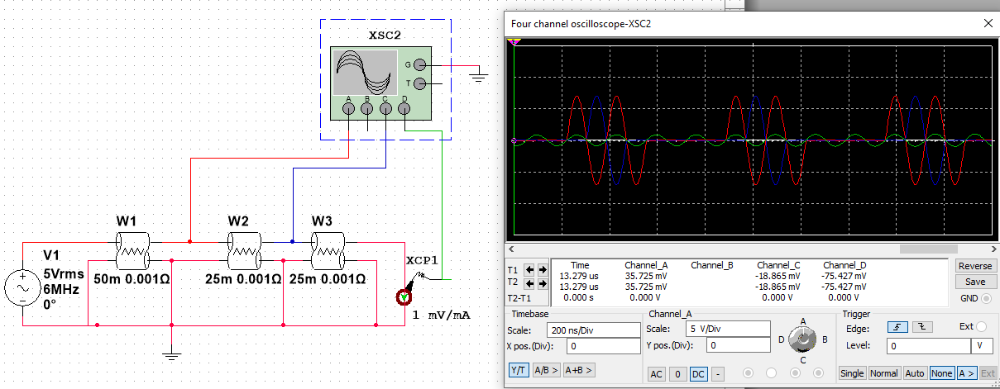 XSC2
G
T
A B C D
W1
W2
W3
V1
5Vrms
6MHz
0°
50m 0.001Ω
25m 0.001Ω
25m 0.001Ω
XCP1
1 mV/mA
Four channel oscilloscope-XSC2
Time Channel_A Channel_B Channel_C Channel_D
T1 13.279 us 35.725 mV -18.865 mV -75.427 mV
T2 13.279 us 35.725 mV -18.865 mV -75.427 mV
T2-T1 0.000 s 0.000 V 0.000 V 0.000 V
Reverse
Save
GND
Timebase
Scale: 200 ns/Div
X pos.(Div): 0
Y/T A/B > A+B >
Channel_A
Scale: 5 V/Div
Y pos.(Div): 0
AC 0 DC -
A
D B
C
Trigger
Edge: Ext
Level: 0 V
Single Normal Auto None A > Ext